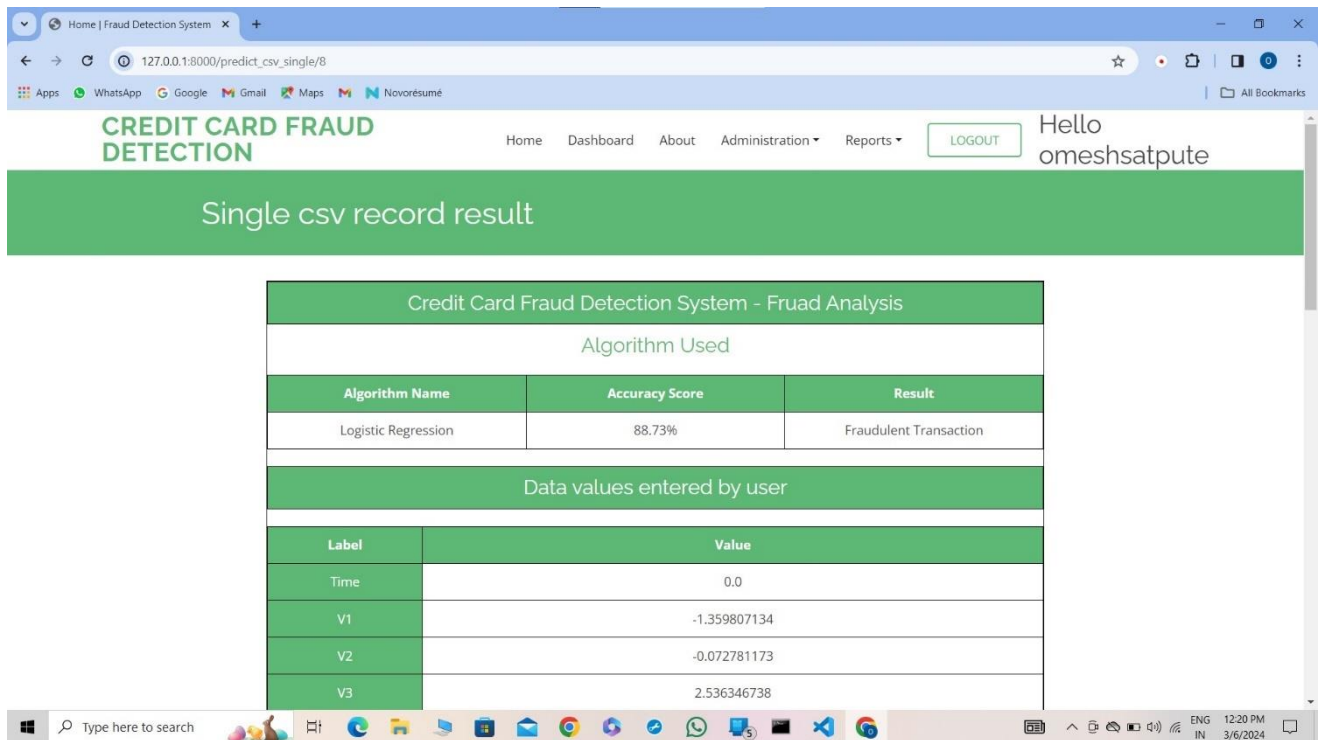 Home | Fraud Detection System
127.0.0.1:8000/predict_csv_single/8
Apps WhatsApp Google Gmail Maps Novorésumé All Bookmarks
CREDIT CARD FRAUD
DETECTION
Home Dashboard About Administration Reports LOGOUT
Hello
omeshsatpute
Single csv record result
Credit Card Fraud Detection System - Fruad Analysis
Algorithm Used
Algorithm Name Accuracy Score Result
Logistic Regression 88.73% Fraudulent Transaction
Data values entered by user
Label Value
Time 0.0
V1 -1.359807134
V2 -0.072781173
V3 2.536346738
Type here to search
5
ENG 12:20 PM
IN 3/6/2024